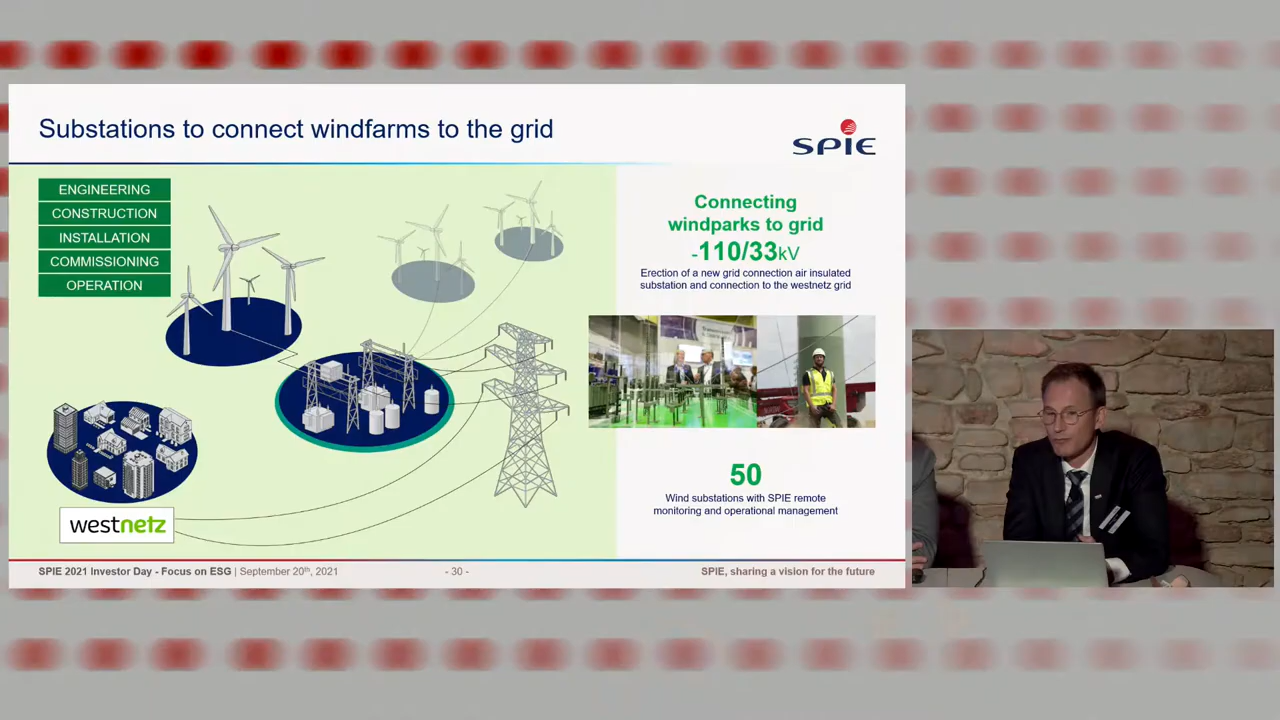 Substations to connect windfarms to the grid
SPIE
ENGINEERING
CONSTRUCTION
INSTALLATION
COMMISSIONING
OPERATION
Connecting
windparks to grid
-110/33kV
Erection of a new grid connection air insulated
substation and connection to the westnetz grid
50
Wind substations with SPIE remote
monitoring and operational management
westnetz
SPIE 2021 Investor Day - Focus on ESG | September 20th, 2021
- 30 -
SPIE, sharing a vision for the future